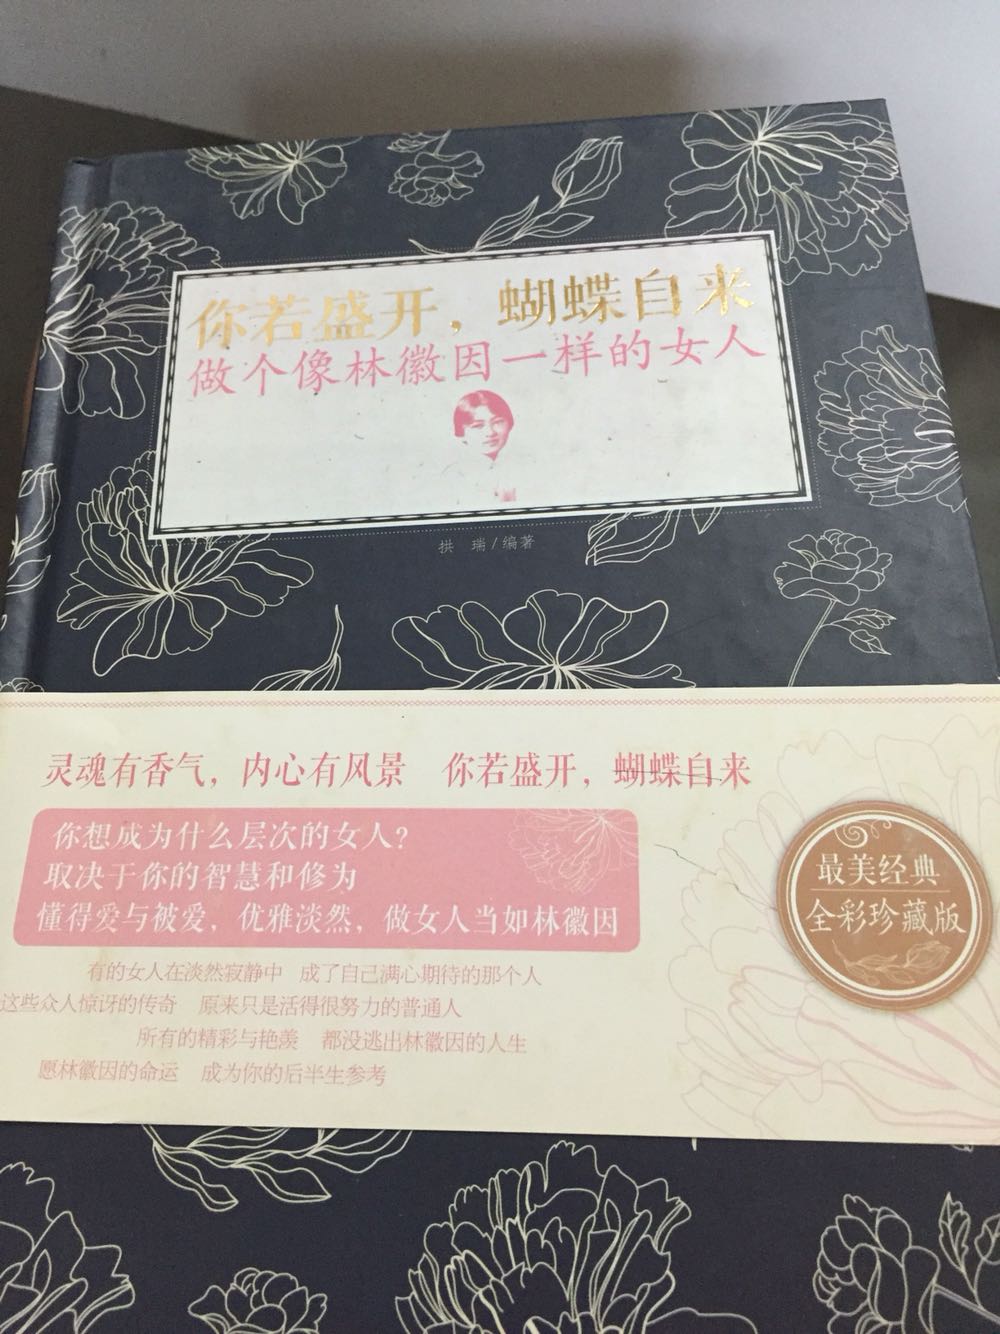 你若盛开，蝴蝶自来
做个像林徽因一样的女人
拱 瑞/编著
灵魂有香气，内心有风景 你若盛开，蝴蝶自来
你想成为什么层次的女人？
取决于你的智慧和修为
懂得爱与被爱，优雅淡然，做女人当如林徽因
最美经典
全彩珍藏版
有的女人在淡然寂静中 成了自己满心期待的那个人
这些众人惊讶的传奇 原来只是活得很努力的普通人
所有的精彩与艳羡 都没逃出林徽因的人生
愿林徽因的命运 成为你的后半生参考